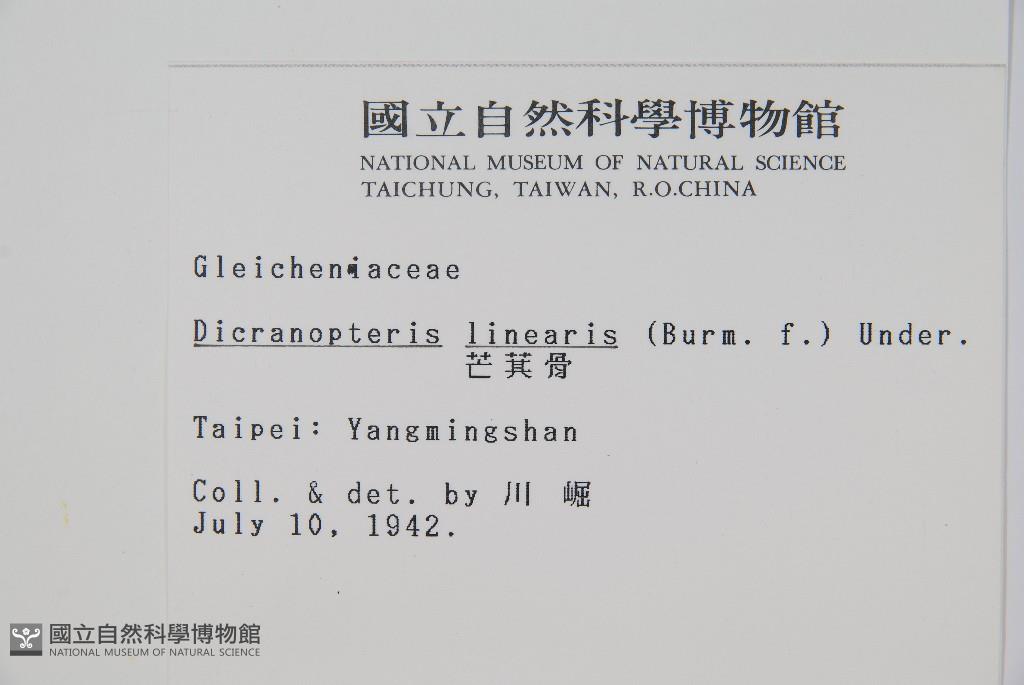 國立自然科學博物館
NATIONAL MUSEUM OF NATURAL SCIENCE
TAICHUNG, TAIWAN, R.O.CHINA
Gleicheniaceae
Dicranopteris linearis (Burm. f.) Under.
芒萁骨
Taipei: Yangmingshan
Coll. & det. by 川 崛
July 10, 1942.
國立自然科學博物館
NATIONAL MUSEUM OF NATURAL SCIENCE